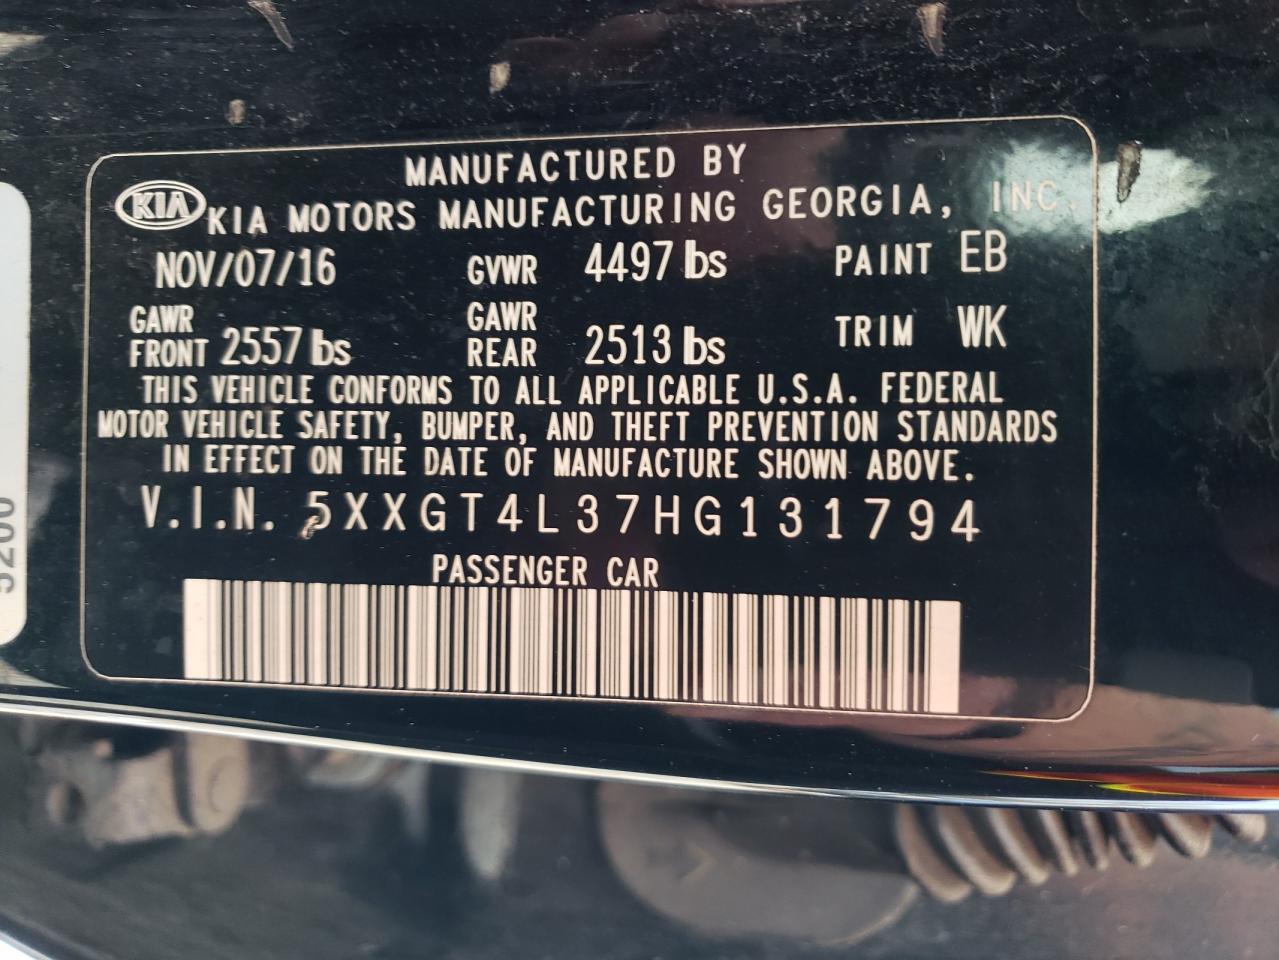 MANUFACTURED BY
KIA KIA MOTORS MANUFACTURING GEORGIA, INC.
NOV/07/16 GVWR 4497 lbs PAINT EB
GAWR FRONT 2557 lbs GAWR REAR 2513 lbs TRIM WK
THIS VEHICLE CONFORMS TO ALL APPLICABLE U.S.A. FEDERAL
MOTOR VEHICLE SAFETY, BUMPER, AND THEFT PREVENTION STANDARDS
IN EFFECT ON THE DATE OF MANUFACTURE SHOWN ABOVE.
V.I.N. 5XXGT4L37HG131794
PASSENGER CAR
5200